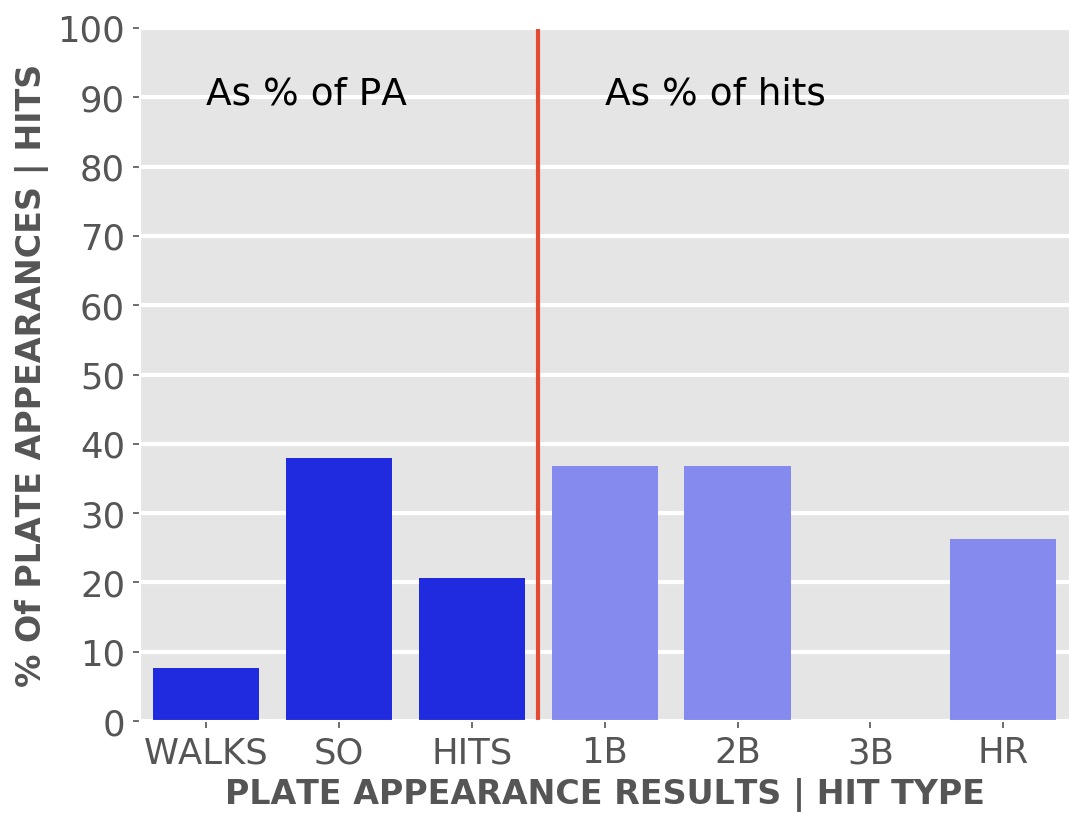 % Of PLATE APPEARANCES | HITS
100
90
80
70
60
50
40
30
20
10
0
As % of PA
As % of hits
WALKS SO HITS 1B 2B 3B HR
PLATE APPEARANCE RESULTS | HIT TYPE